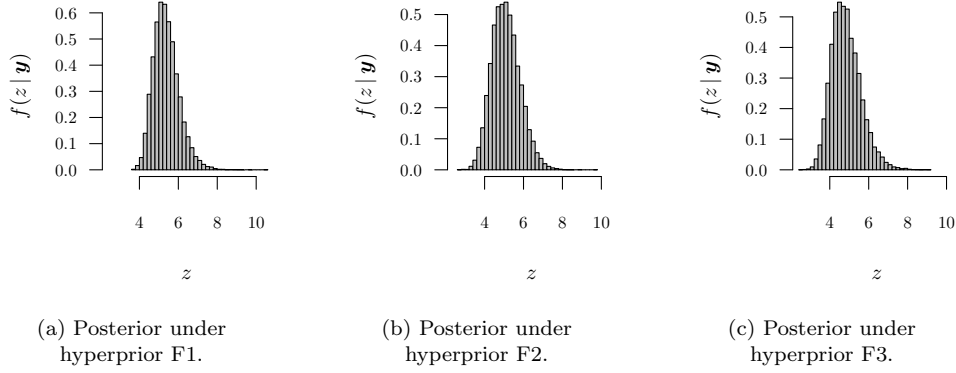 0.6
0.5
0.4
0.3
0.2
0.1
0.0
f(z | y)
4 6 8 10
z
(a) Posterior under
hyperprior F1.
0.5
0.4
0.3
0.2
0.1
0.0
f(z | y)
4 6 8 10
z
(b) Posterior under
hyperprior F2.
0.5
0.4
0.3
0.2
0.1
0.0
f(z | y)
4 6 8 10
z
(c) Posterior under
hyperprior F3.